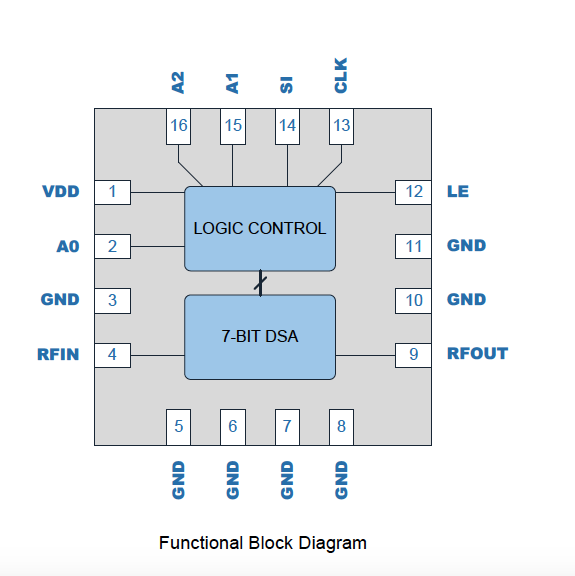 A2 A1 SI CLK
16 15 14 13
VDD 1 12 LE
LOGIC CONTROL
A0 2 11 GND
GND 3 10 GND
7-BIT DSA
RFIN 4 9 RFOUT
5 6 7 8
GND GND GND GND
Functional Block Diagram